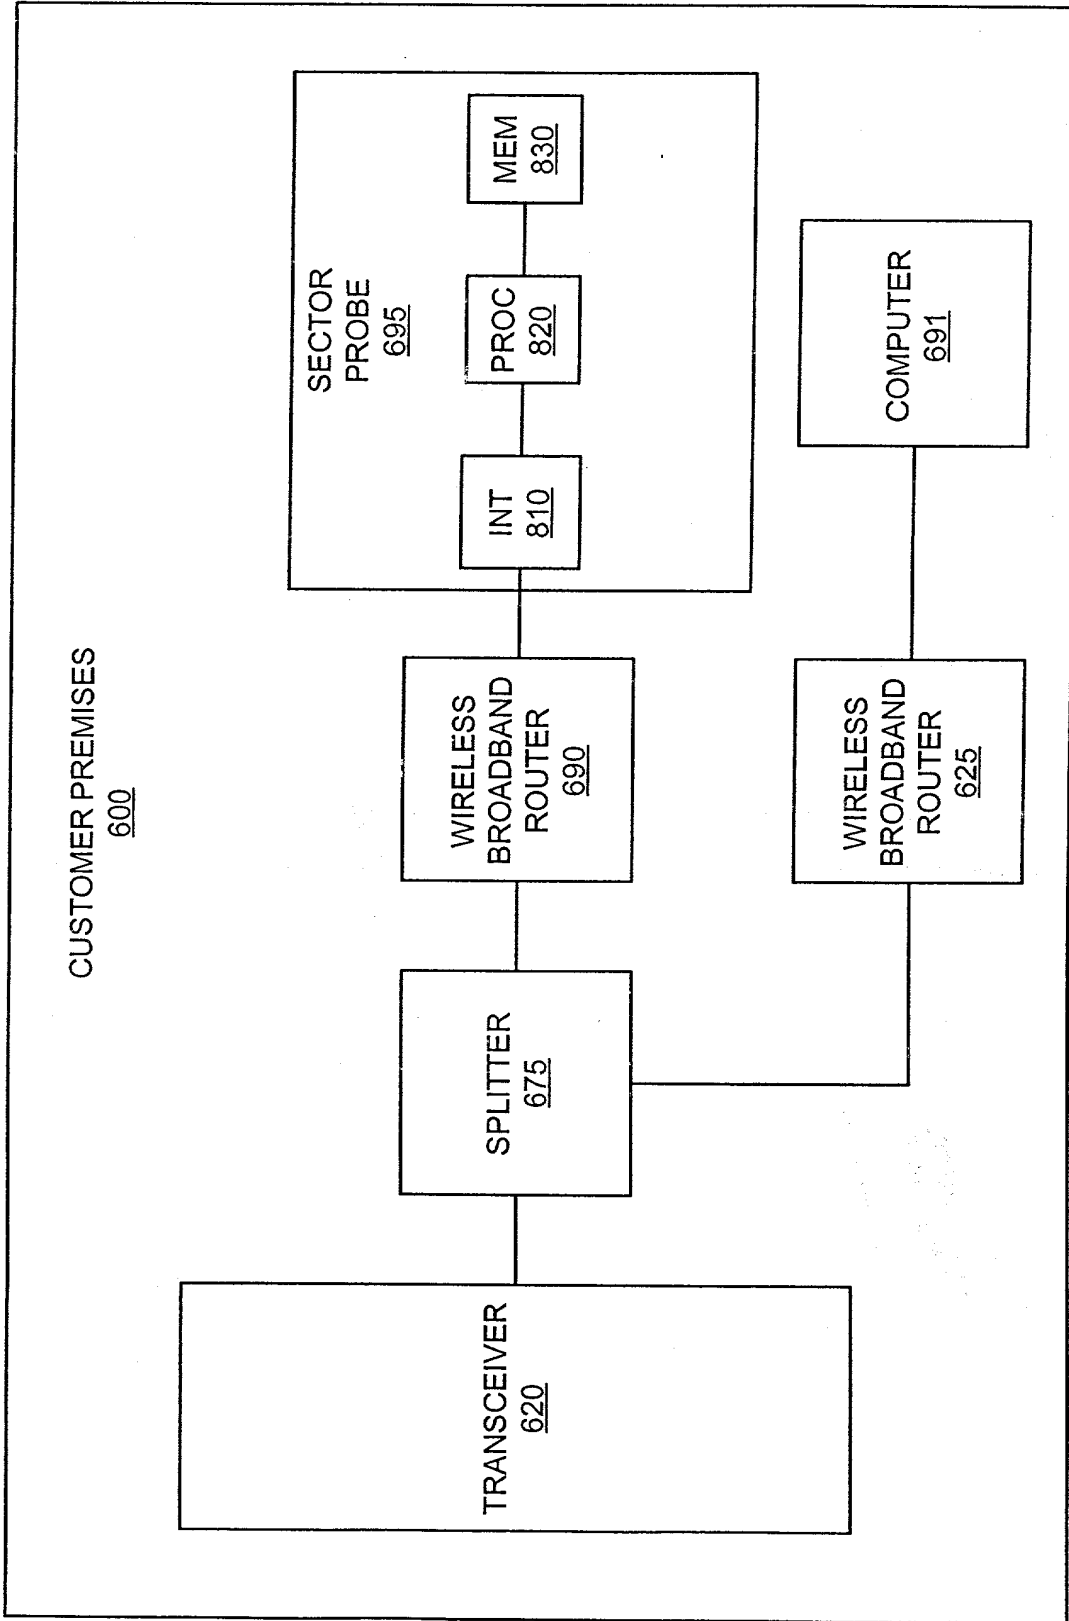 CUSTOMER PREMISES
600
TRANSCEIVER
620
SPLITTER
675
WIRELESS
BROADBAND
ROUTER
690
SECTOR
PROBE
695
INT
810
PROC
820
MEM
830
WIRELESS
BROADBAND
ROUTER
625
COMPUTER
691